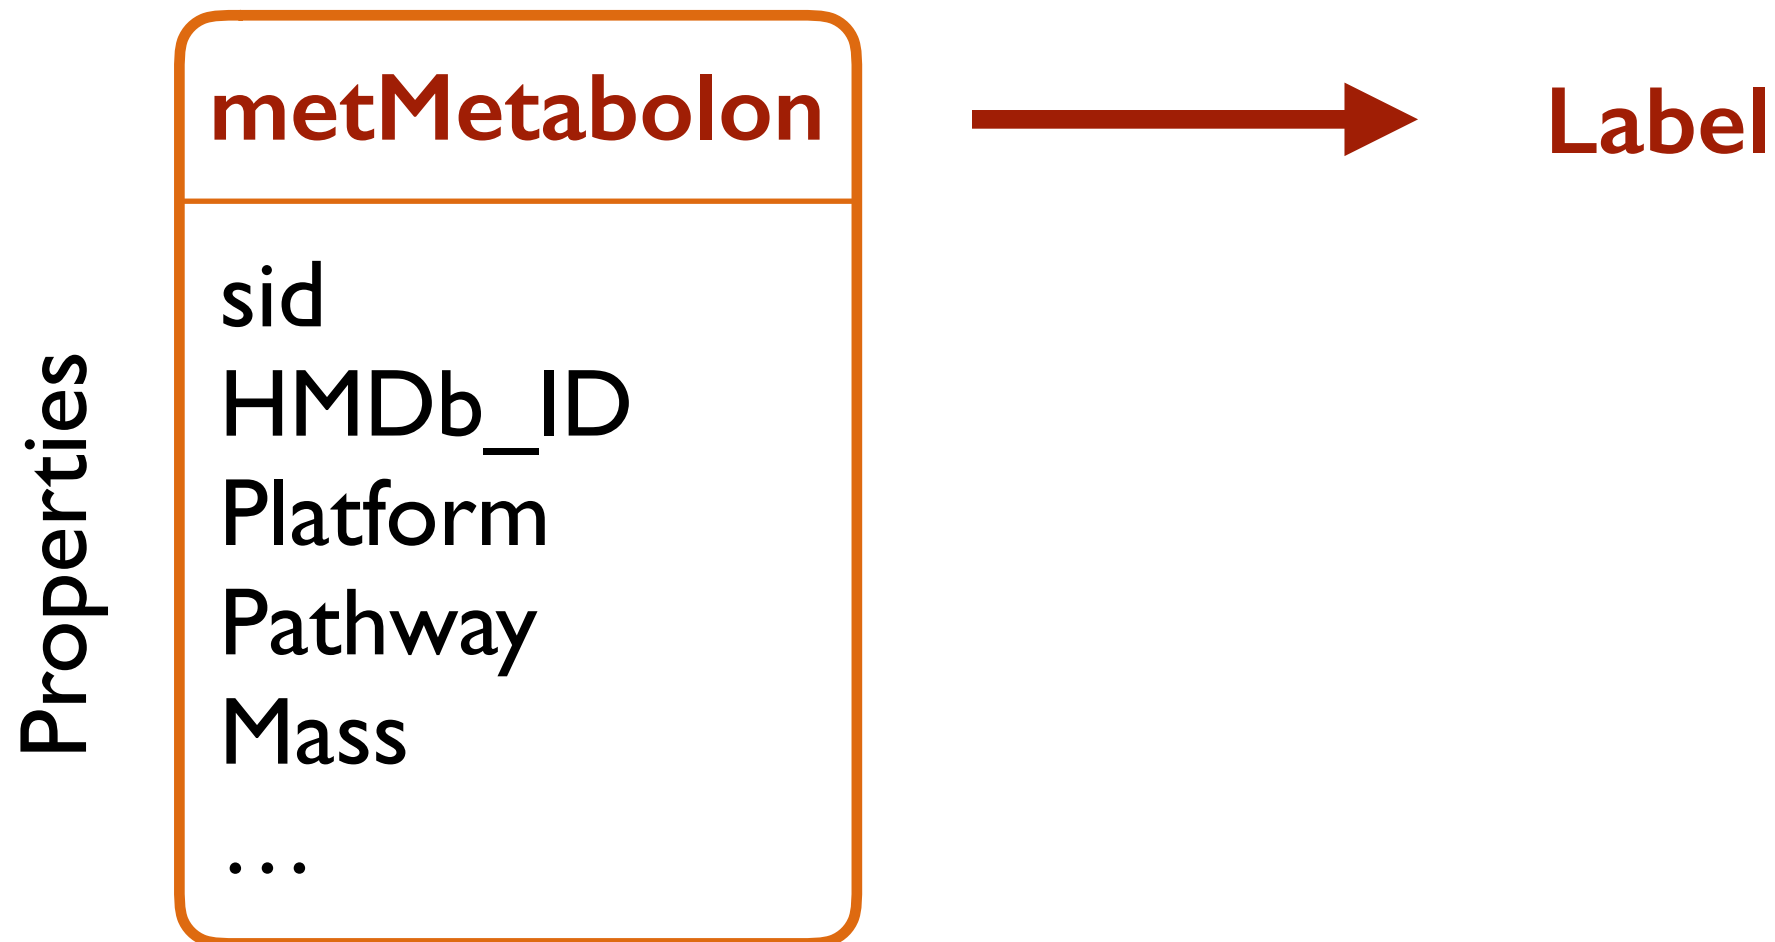 metMetabolon
Label
Properties
sid
HMDb_ID
Platform
Pathway
Mass
…